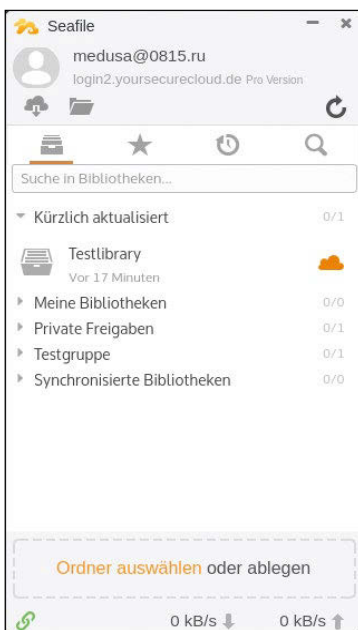 Seafile
medusa@0815.ru
login2.yoursecurecloud.de Pro Version
Suche in Bibliotheken...
Kürzlich aktualisiert 0/1
Testlibrary
Vor 17 Minuten
Meine Bibliotheken 0/0
Private Freigaben 0/1
Testgruppe 0/1
Synchronisierte Bibliotheken 0/0
Ordner auswählen oder ablegen
0 kB/s 0 kB/s